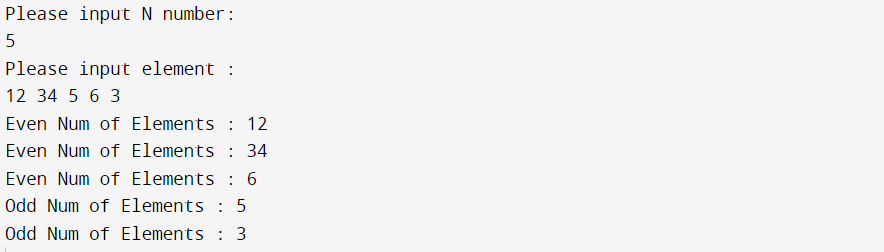 Please input N number:
5
Please input element :
12 34 5 6 3
Even Num of Elements : 12
Even Num of Elements : 34
Even Num of Elements : 6
Odd Num of Elements : 5
Odd Num of Elements : 3